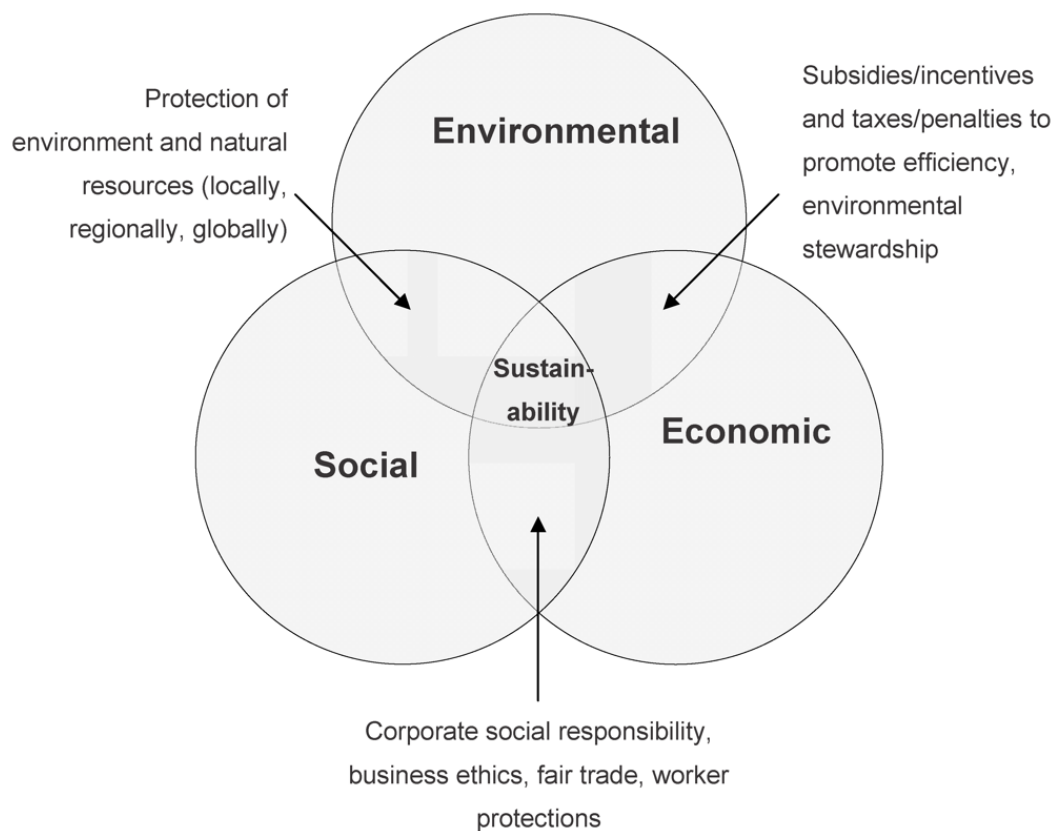 Protection of
environment and natural
resources (locally,
regionally, globally)
Environmental
Subsidies/incentives
and taxes/penalties to
promote efficiency,
environmental
stewardship
Sustain-
ability
Social
Economic
Corporate social responsibility,
business ethics, fair trade, worker
protections